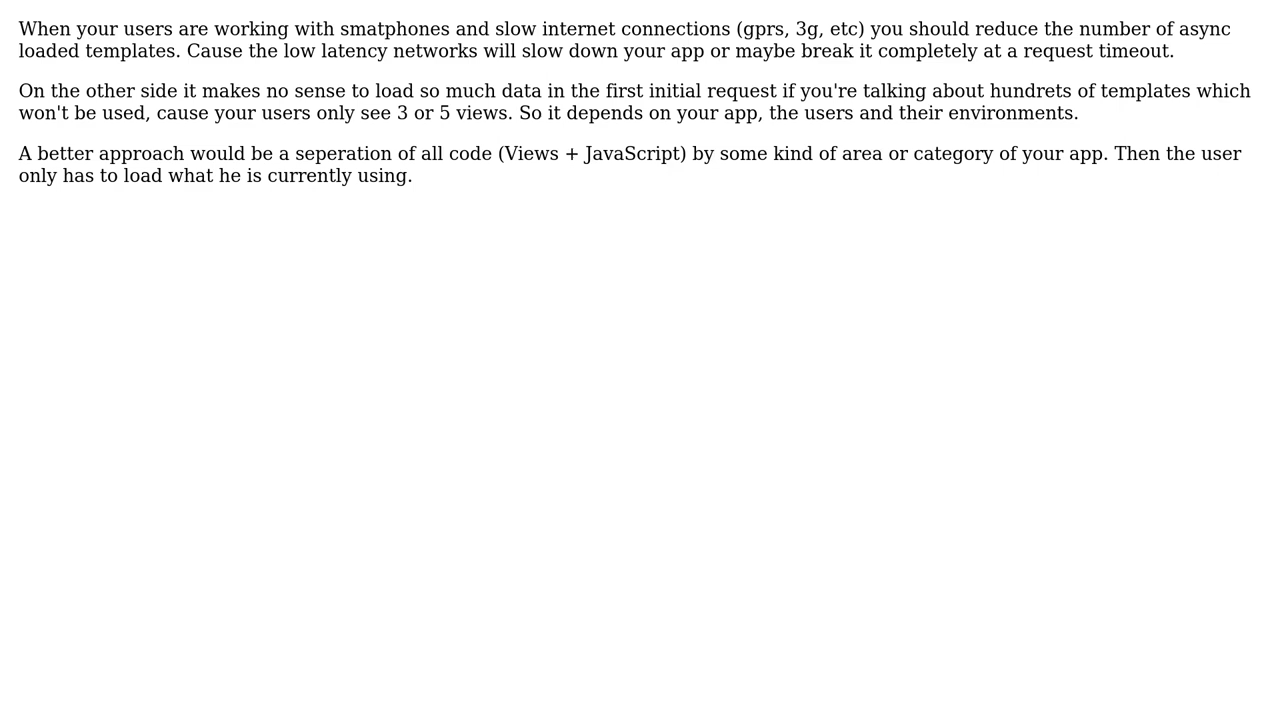 When your users are working with smatphones and slow internet connections (gprs, 3g, etc) you should reduce the number of async
loaded templates. Cause the low latency networks will slow down your app or maybe break it completely at a request timeout.
On the other side it makes no sense to load so much data in the first initial request if you're talking about hundrets of templates which
won't be used, cause your users only see 3 or 5 views. So it depends on your app, the users and their environments.
A better approach would be a seperation of all code (Views + JavaScript) by some kind of area or category of your app. Then the user
only has to load what he is currently using.